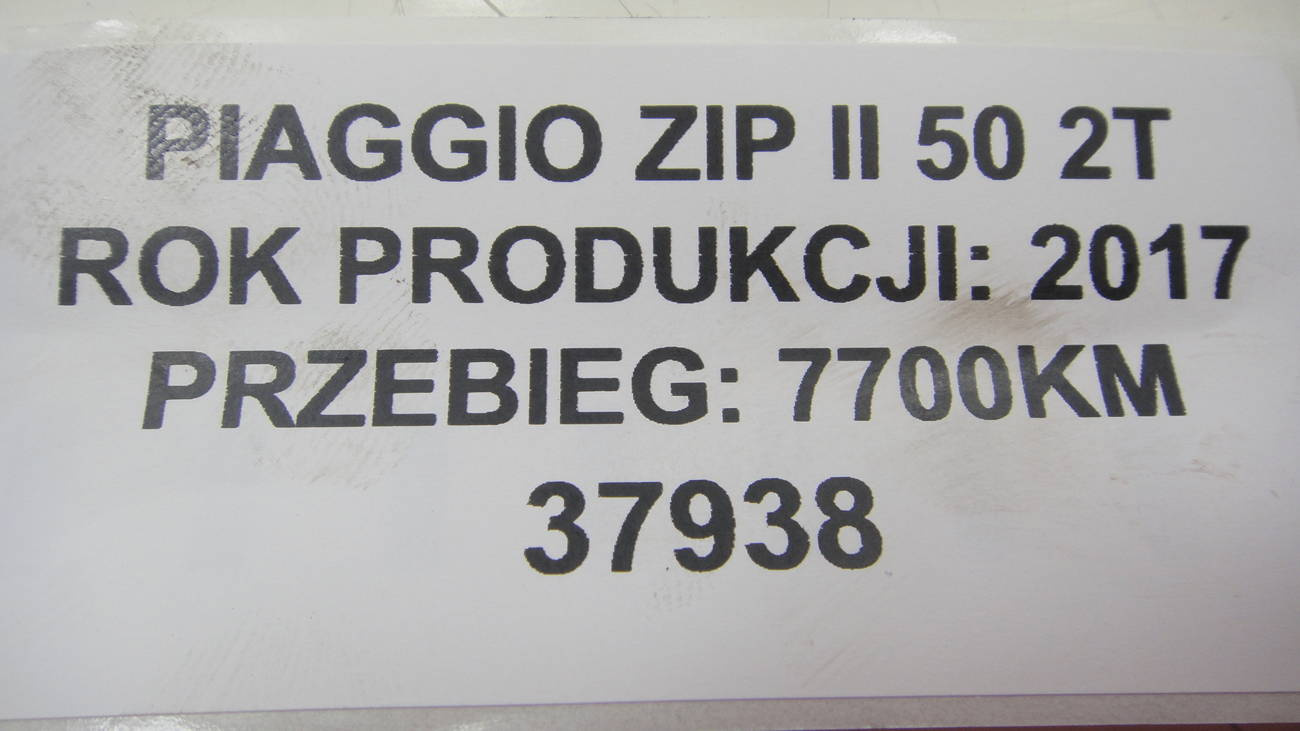 PIAGGIO ZIP II 50 2T
ROK PRODUKCJI: 2017
PRZEBIEG: 7700KM
37938